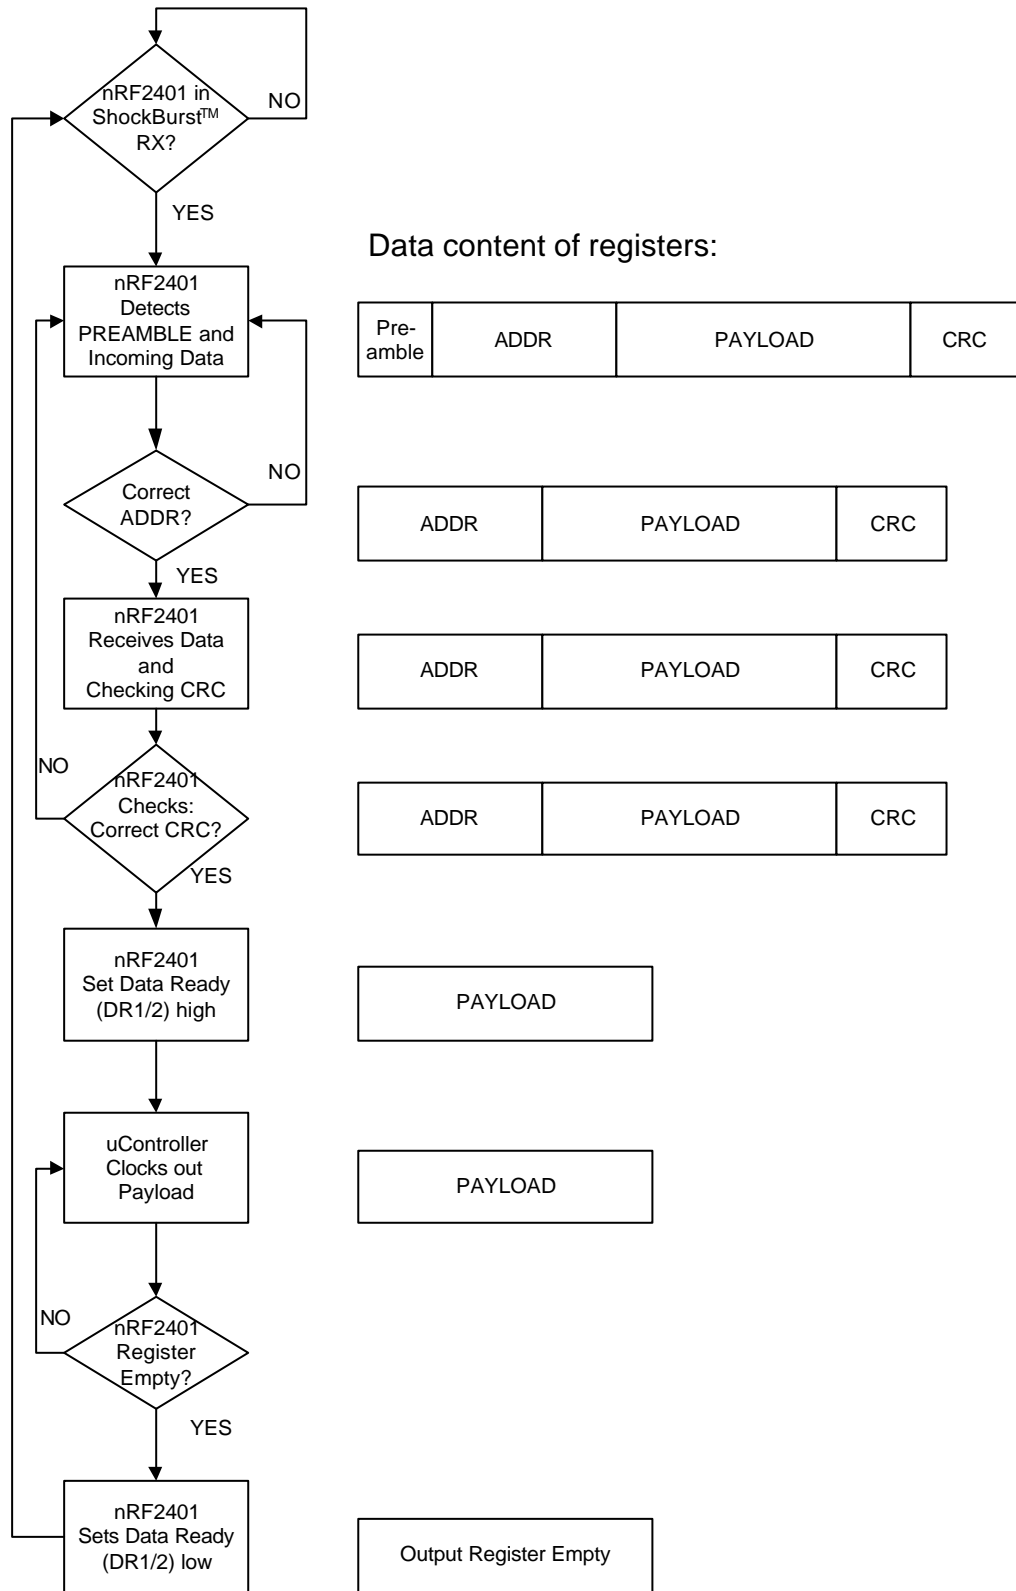 nRF2401 in
ShockBurst™
RX?
NO
YES
Data content of registers:
nRF2401
Detects
PREAMBLE and
Incoming Data
Pre-
amble
ADDR
PAYLOAD
CRC
NO
Correct
ADDR?
ADDR
PAYLOAD
CRC
YES
nRF2401
Receives Data
and
Checking CRC
ADDR
PAYLOAD
CRC
NO
nRF2401
Checks:
Correct CRC?
ADDR
PAYLOAD
CRC
YES
nRF2401
Set Data Ready
(DR1/2) high
PAYLOAD
uController
Clocks out
Payload
PAYLOAD
NO
nRF2401
Register
Empty?
YES
nRF2401
Sets Data Ready
(DR1/2) low
Output Register Empty